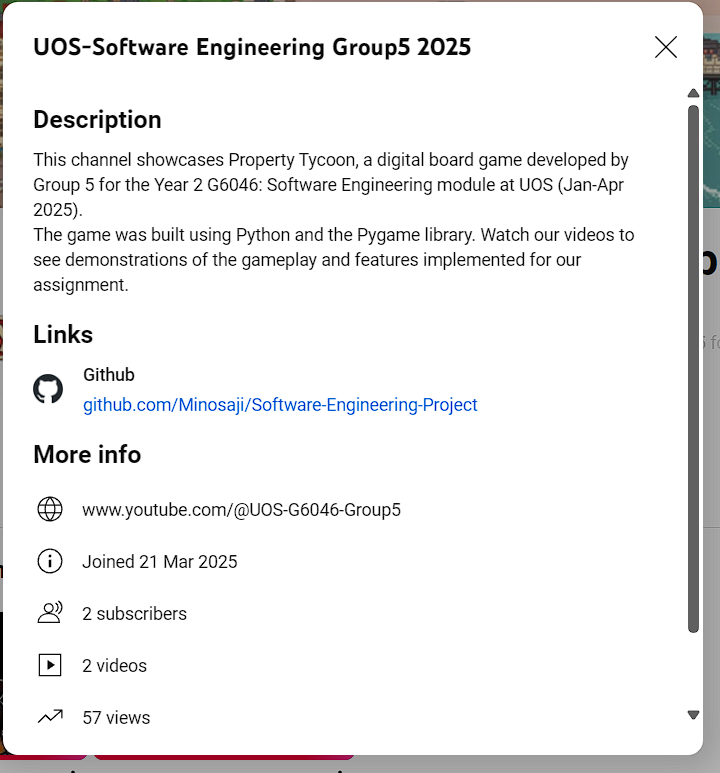 UOS-Software Engineering Group5 2025
Description
This channel showcases Property Tycoon, a digital board game developed by
Group 5 for the Year 2 G6046: Software Engineering module at UOS (Jan-Apr
2025).
The game was built using Python and the Pygame library. Watch our videos to
see demonstrations of the gameplay and features implemented for our
assignment.
Links
Github
github.com/Minosaji/Software-Engineering-Project
More info
www.youtube.com/@UOS-G6046-Group5
Joined 21 Mar 2025
2 subscribers
2 videos
57 views